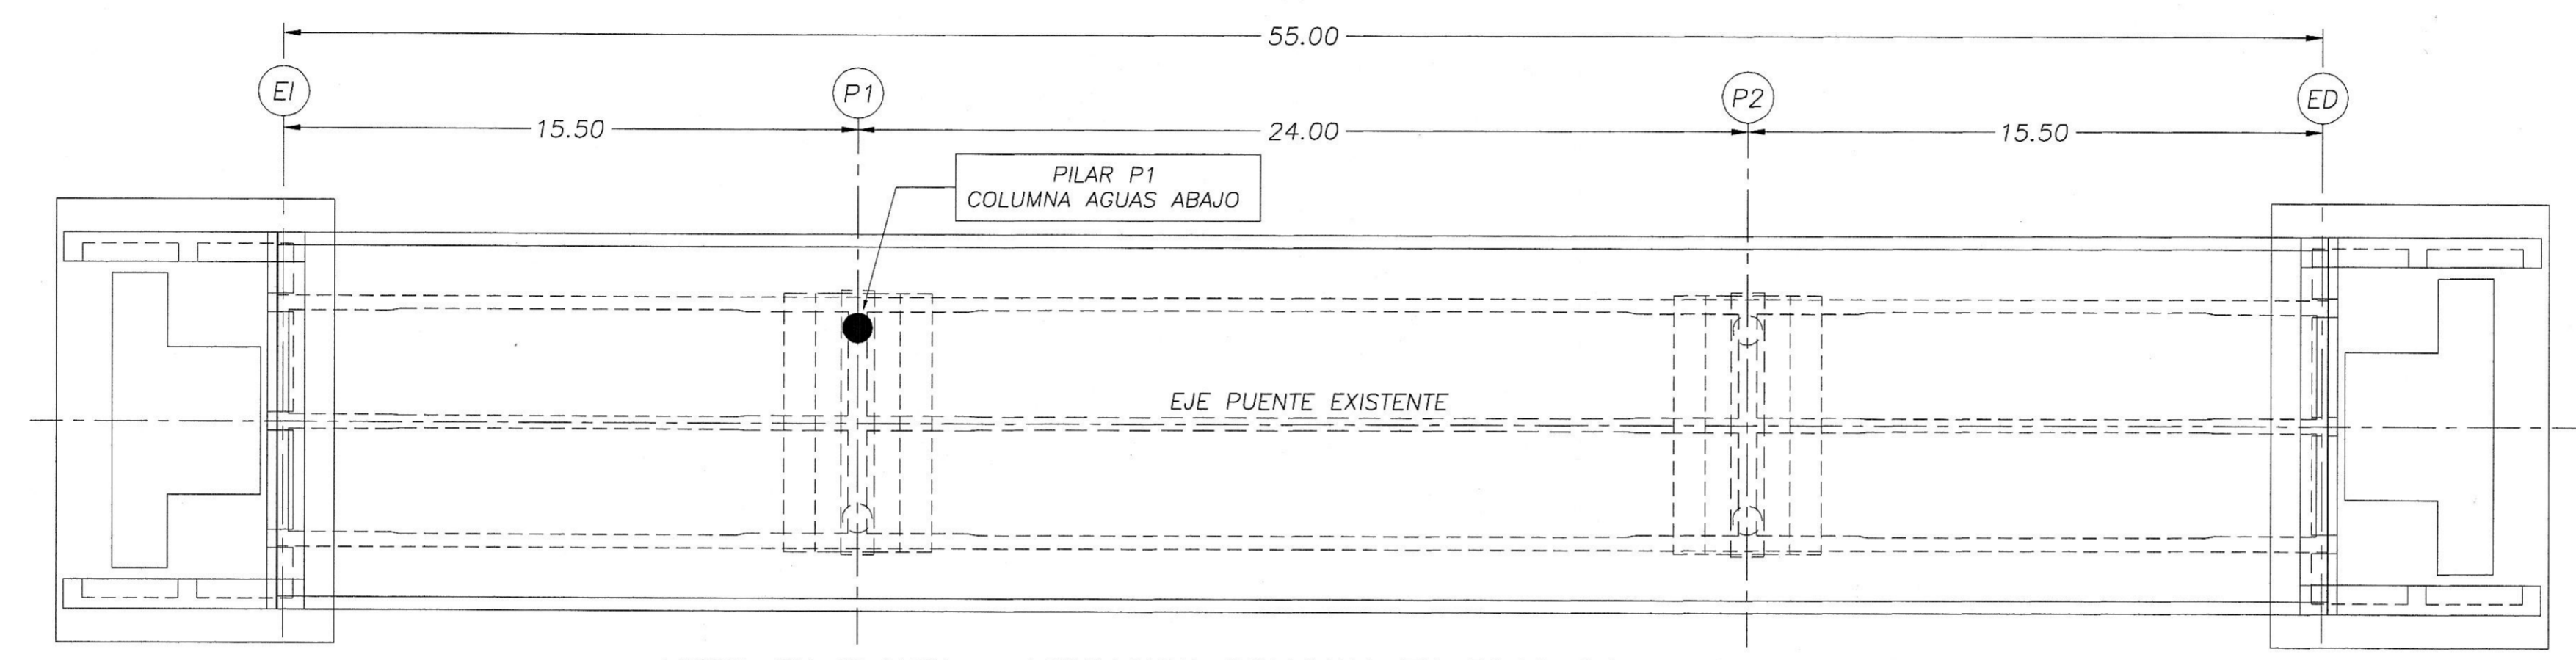 55.00
EI
P1
P2
ED
15.50
24.00
15.50
PILAR P1
COLUMNA AGUAS ABAJO
EJE PUENTE EXISTENTE